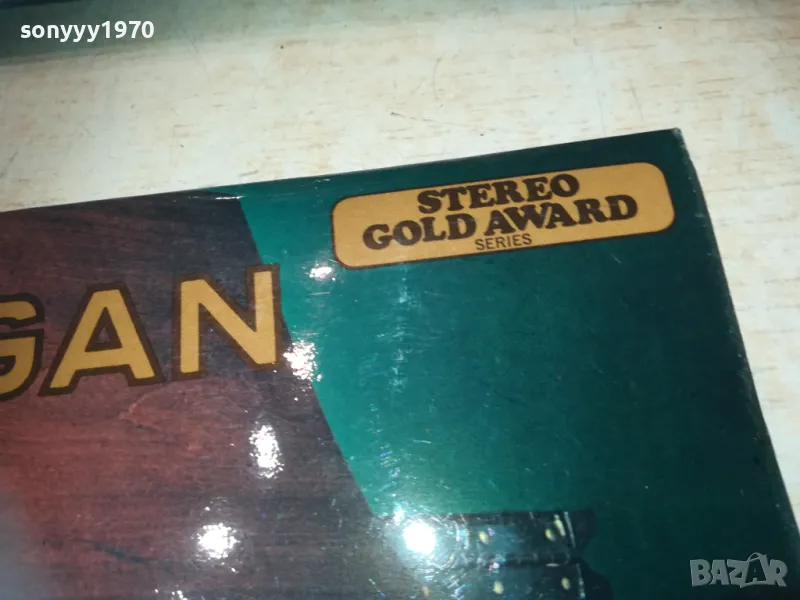 sonyyy1970
STEREO
GOLD AWARD
SERIES
GAN
BAZAR